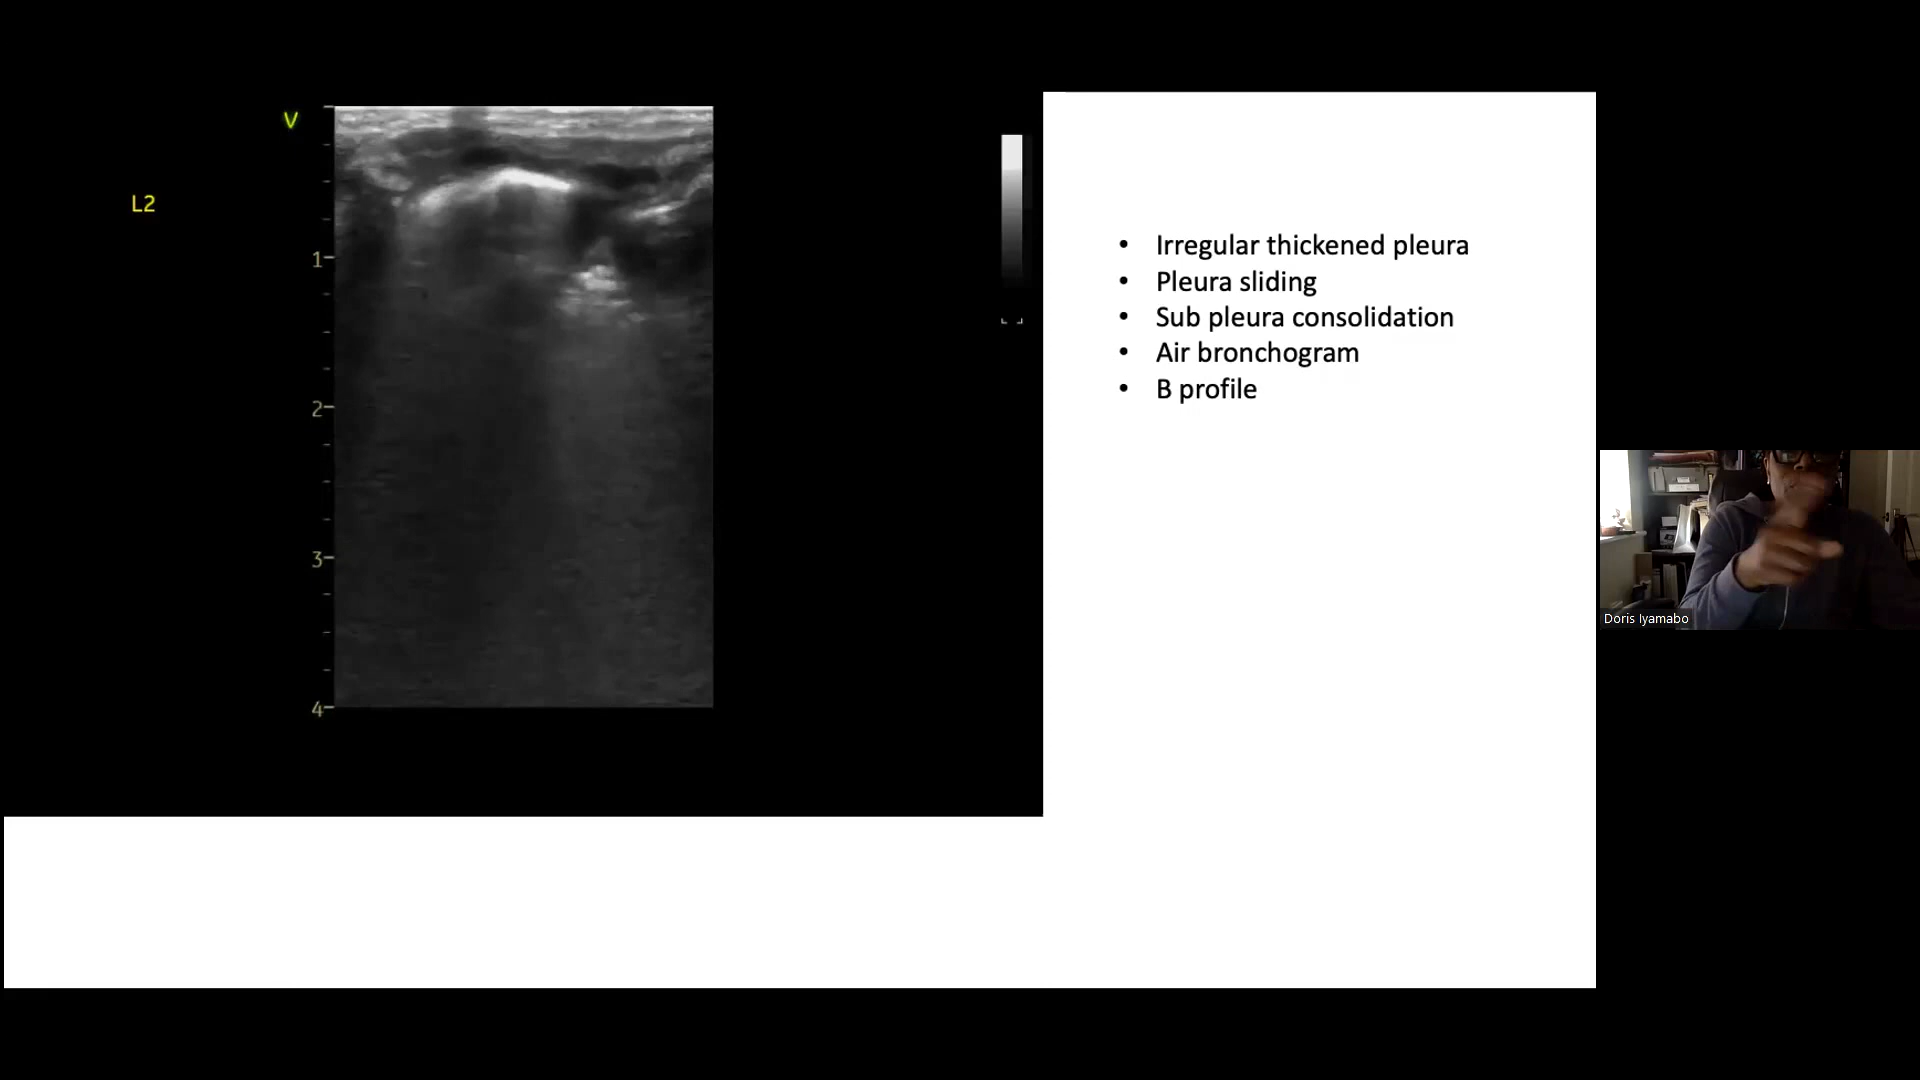 V
L2
1
2
3
4
• Irregular thickened pleura
• Pleura sliding
• Sub pleura consolidation
• Air bronchogram
• B profile
Doris Iyamabo